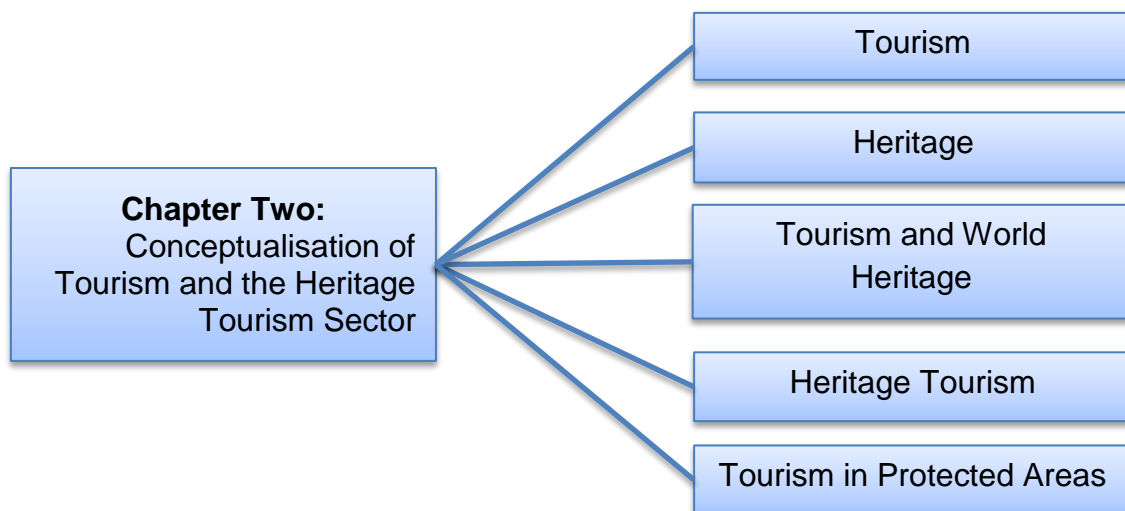 Chapter Two:
Conceptualisation of
Tourism and the Heritage
Tourism Sector
Tourism
Heritage
Tourism and World
Heritage
Heritage Tourism
Tourism in Protected Areas